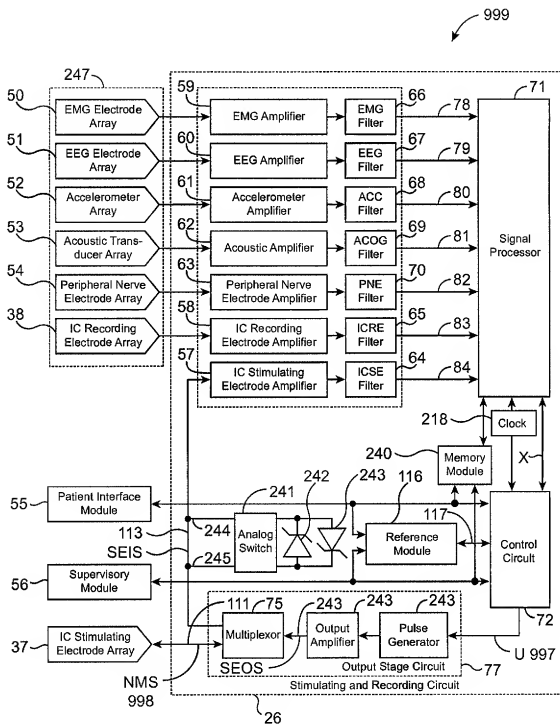 999
247
50
EMG Electrode
Array
59
EMG Amplifier
66
EMG
Filter
78
71
51
EEG Electrode
Array
60
EEG Amplifier
67
EEG
Filter
79
52
Accelerometer
Array
61
Accelerometer
Amplifier
68
ACC
Filter
80
53
Acoustic Trans-
ducer Array
62
Acoustic Amplifier
69
ACOG
Filter
81
Signal
Processor
54
Peripheral Nerve
Electrode Array
63
Peripheral Nerve
Electrode Amplifier
70
PNE
Filter
82
38
IC Recording
Electrode Array
58
IC Recording
Electrode Amplifier
65
ICRE
Filter
83
57
IC Stimulating
Electrode Amplifier
64
ICSE
Filter
84
218
Clock
240
Memory
Module
X
55
Patient Interface
Module
113
SEIS
244
245
241
Analog
Switch
242
243
116
Reference
Module
117
Control
Circuit
72
56
Supervisory
Module
37
IC Stimulating
Electrode Array
111
75
Multiplexor
243
243
Output
Amplifier
243
Pulse
Generator
SEOS
Output Stage Circuit
77
U 997
NMS
998
Stimulating and Recording Circuit
26